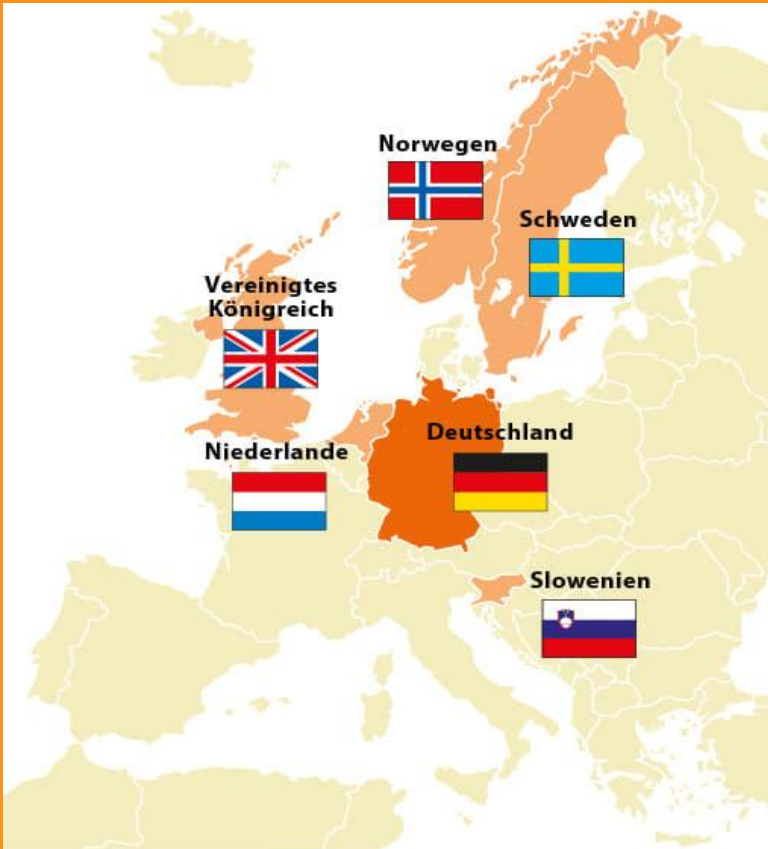 Norwegen
Schweden
Vereinigtes
Königreich
Deutschland
Niederlande
Slowenien